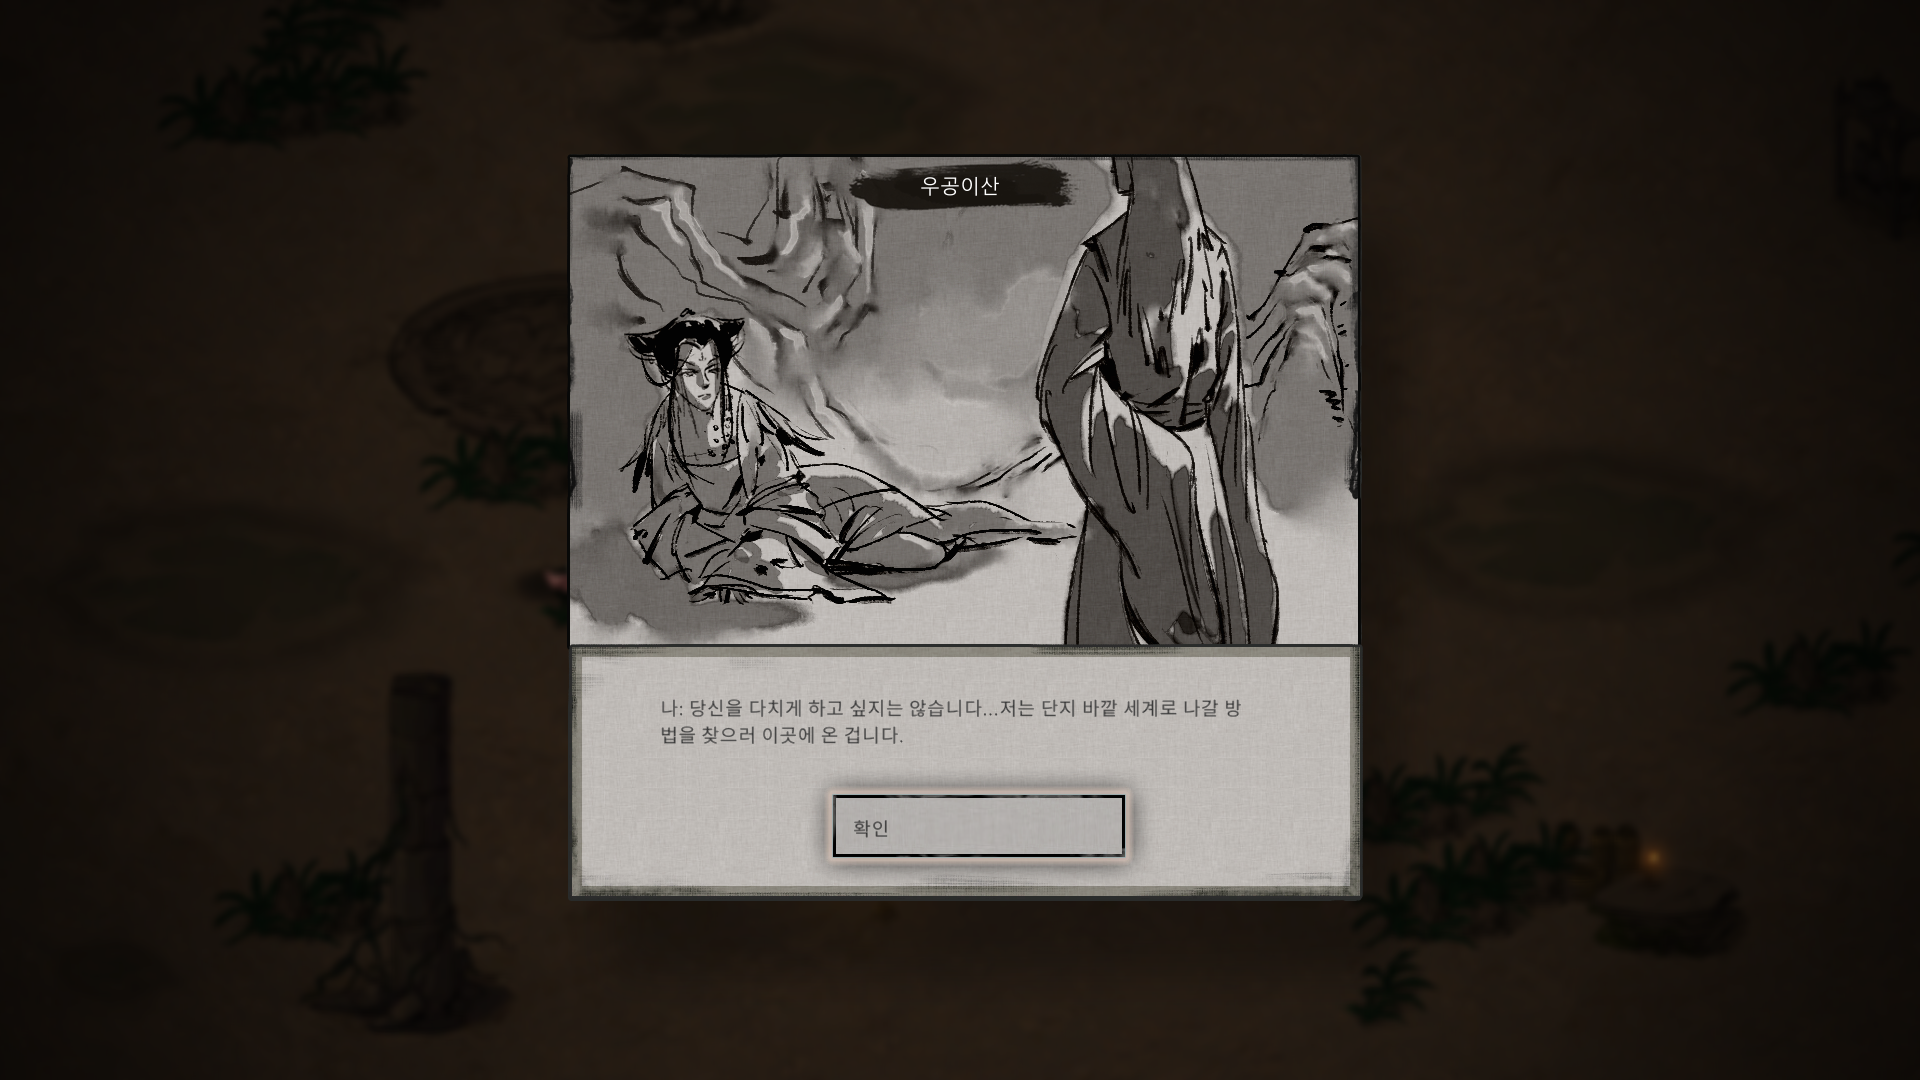 우공이산
나: 당신을 다치게 하고 싶지는 않습니다...저는 단지 바깥 세계로 나갈 방
법을 찾으러 이곳에 온 겁니다.
확인